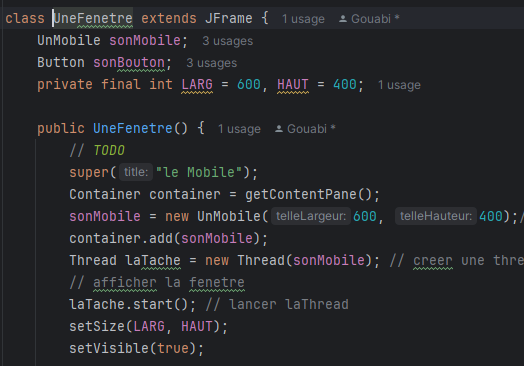 class UneFenetre extends JFrame { 1 usage Gouabi *
UnMobile sonMobile; 3 usages
Button sonBouton; 3 usages
private final int LARG = 600, HAUT = 400; 1 usage
public UneFenetre() { 1 usage Gouabi *
// TODO
super( title: "le Mobile");
Container container = getContentPane();
sonMobile = new UnMobile( telleLargeur: 600, telleHauteur: 400);/
container.add(sonMobile);
Thread laTache = new Thread(sonMobile); // creer une thre
// afficher la fenetre
laTache.start(); // lancer laThread
setSize(LARG, HAUT);
setVisible(true);